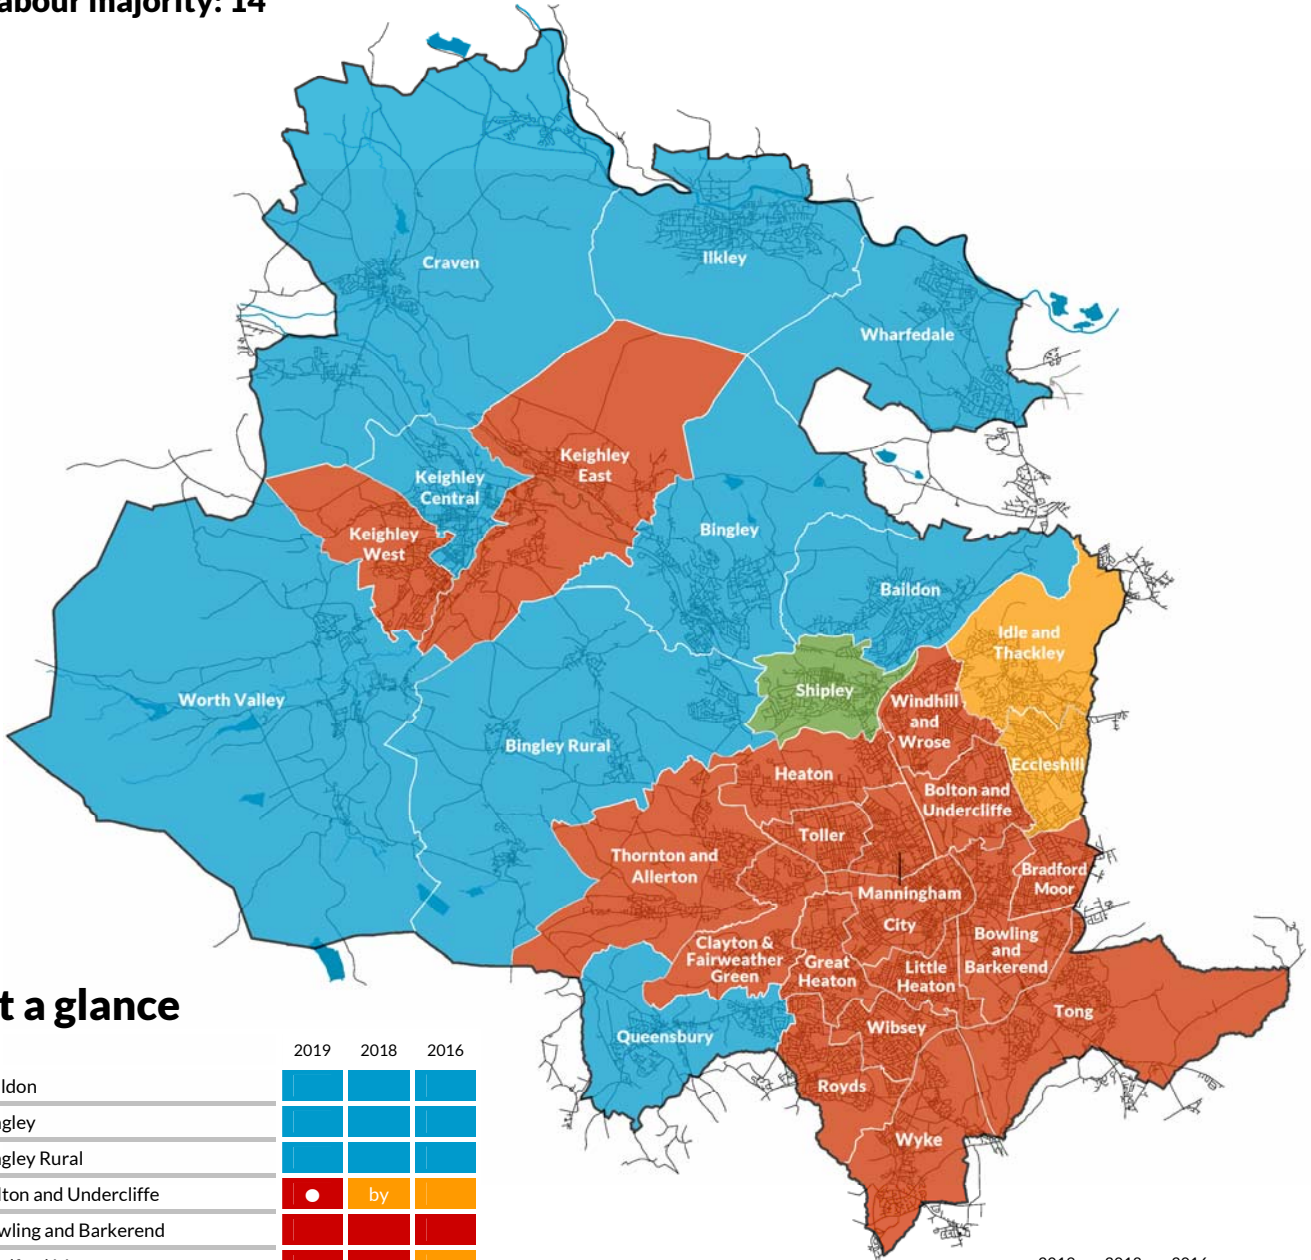 abour majority: 14
Craven
Ilkley
Wharfedale
Keighley
East
Keighley
Central
Keighley
West
Bingley
Baildon
Idle and
Thackley
Shipley
Windhill
and
Wrose
Worth Valley
Bingley Rural
Eccleshill
Heaton
Bolton and
Undercliffe
Toller
Thornton and
Allerton
Bradford
Moor
Manningham
City
Clayton &
Fairweather
Green
Great
Heaton
Little
Heaton
Bowling
and
Barkerend
Tong
Queensbury
Wibsey
Royds
Wyke
t a glance
2019 2018 2016
ldon
gley
gley Rural
lton and Undercliffe
by
wling and Barkerend